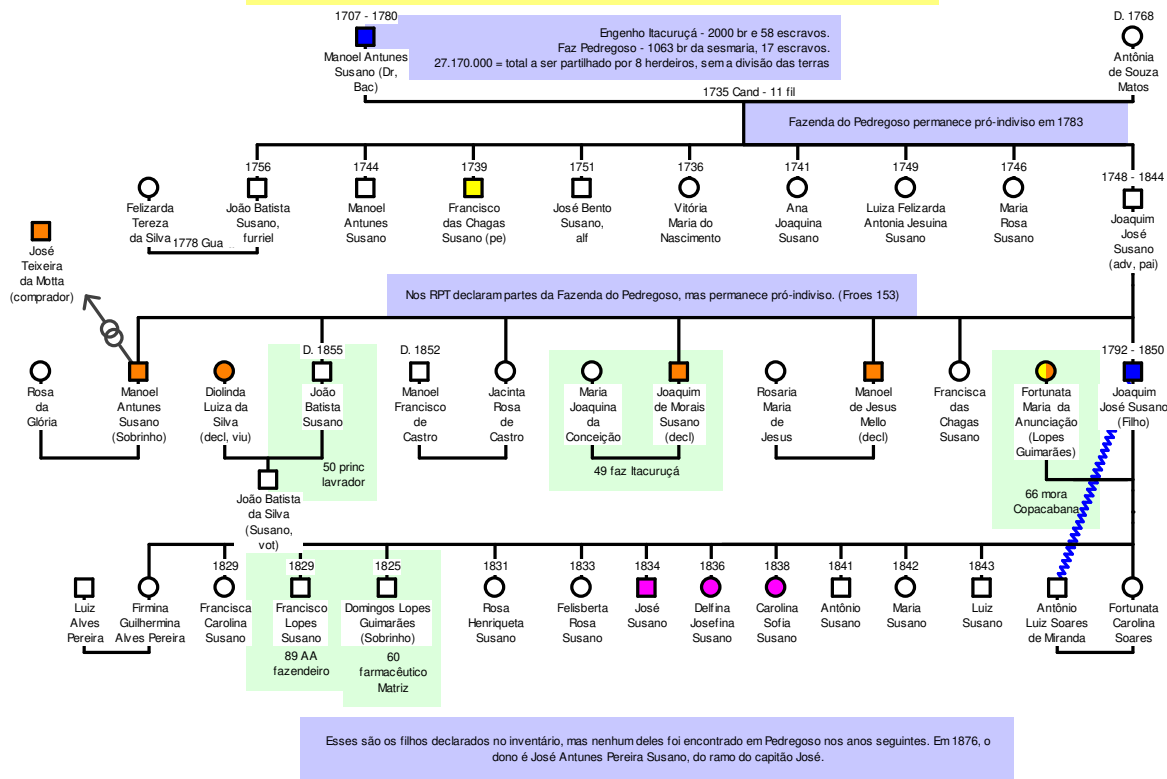 1707 - 1780
D. 1768
Engenho Itacuruçá - 2000 br e 58 escravos.
Faz Pedregoso - 1063 br da sesmaria, 17 escravos.
27.170.000 = total a ser partilhado por 8 herdeiros, sem a divisão das terras
Manoel Antunes
Susano (Dr,
Bac)
Antônia
de Souza
Matos
1735 Cand - 11 fil
Fazenda do Pedregoso permanece pró-indiviso em 1783
Felizarda
Tereza
da Silva
1778 Gua ...
1756
João Batista
Susano,
furriel
1744
Manoel
Antunes
Susano
1739
Francisco
das Chagas
Susano (pe)
1751
José Bento
Susano,
alf
1736
Vitória
Maria do
Nascimento
1741
Ana
Joaquina
Susano
1749
Luiza Felizarda
Antonia Jesuina
Susano
1746
Maria
Rosa
Susano
1748 - 1844
Joaquim
José
Susano
(adv, pai)
José
Teixeira
da Motta
(comprador)
Nos RPT declaram partes da Fazenda do Pedregoso, mas permanece pró-indiviso. (Froes 153)
Rosa
da
Glória
Manoel
Antunes
Susano
(Sobrinho)
Diolinda
Luiza da
Silva
(decl, viu)
D. 1855
João
Batista
Susano
50 princ
lavrador
D. 1852
Manoel
Francisco
de
Castro
Jacinta
Rosa
de
Castro
Maria
Joaquina
da
Conceição
Joaquim
de Morais
Susano
(decl)
49 faz Itacuruçá
Rosaria
Maria
de
Jesus
Manoel
de Jesus
Mello
(decl)
Francisca
das
Chagas
Susano
Fortunata
Maria da
Anunciação
(Lopes
Guimarães)
1792 - 1850
Joaquim
José Susano
(Filho)
66 mora
Copacabana
João Batista
da Silva
(Susano,
vot)
Luiz
Alves
Pereira
Firmina
Guilhermina
Alves Pereira
1829
Francisca
Carolina
Susano
1829
Francisco
Lopes
Susano
89 AA
fazendeiro
1825
Domingos Lopes
Guimarães
(Sobrinho)
60
farmacêutico
Matriz
1831
Rosa
Henriqueta
Susano
1833
Felisberta
Rosa
Susano
1834
José
Susano
1836
Delfina
Josefina
Susano
1838
Carolina
Sofia
Susano
1841
Antônio
Susano
1842
Maria
Susano
1843
Luiz
Susano
Antônio
Luiz Soares
de Miranda
Fortunata
Carolina
Soares
Esses são os filhos declarados no inventário, mas nenhum deles foi encontrado em Pedregoso nos anos seguintes. Em 1876, o
dono é José Antunes Pereira Susano, do ramo do capitão José.